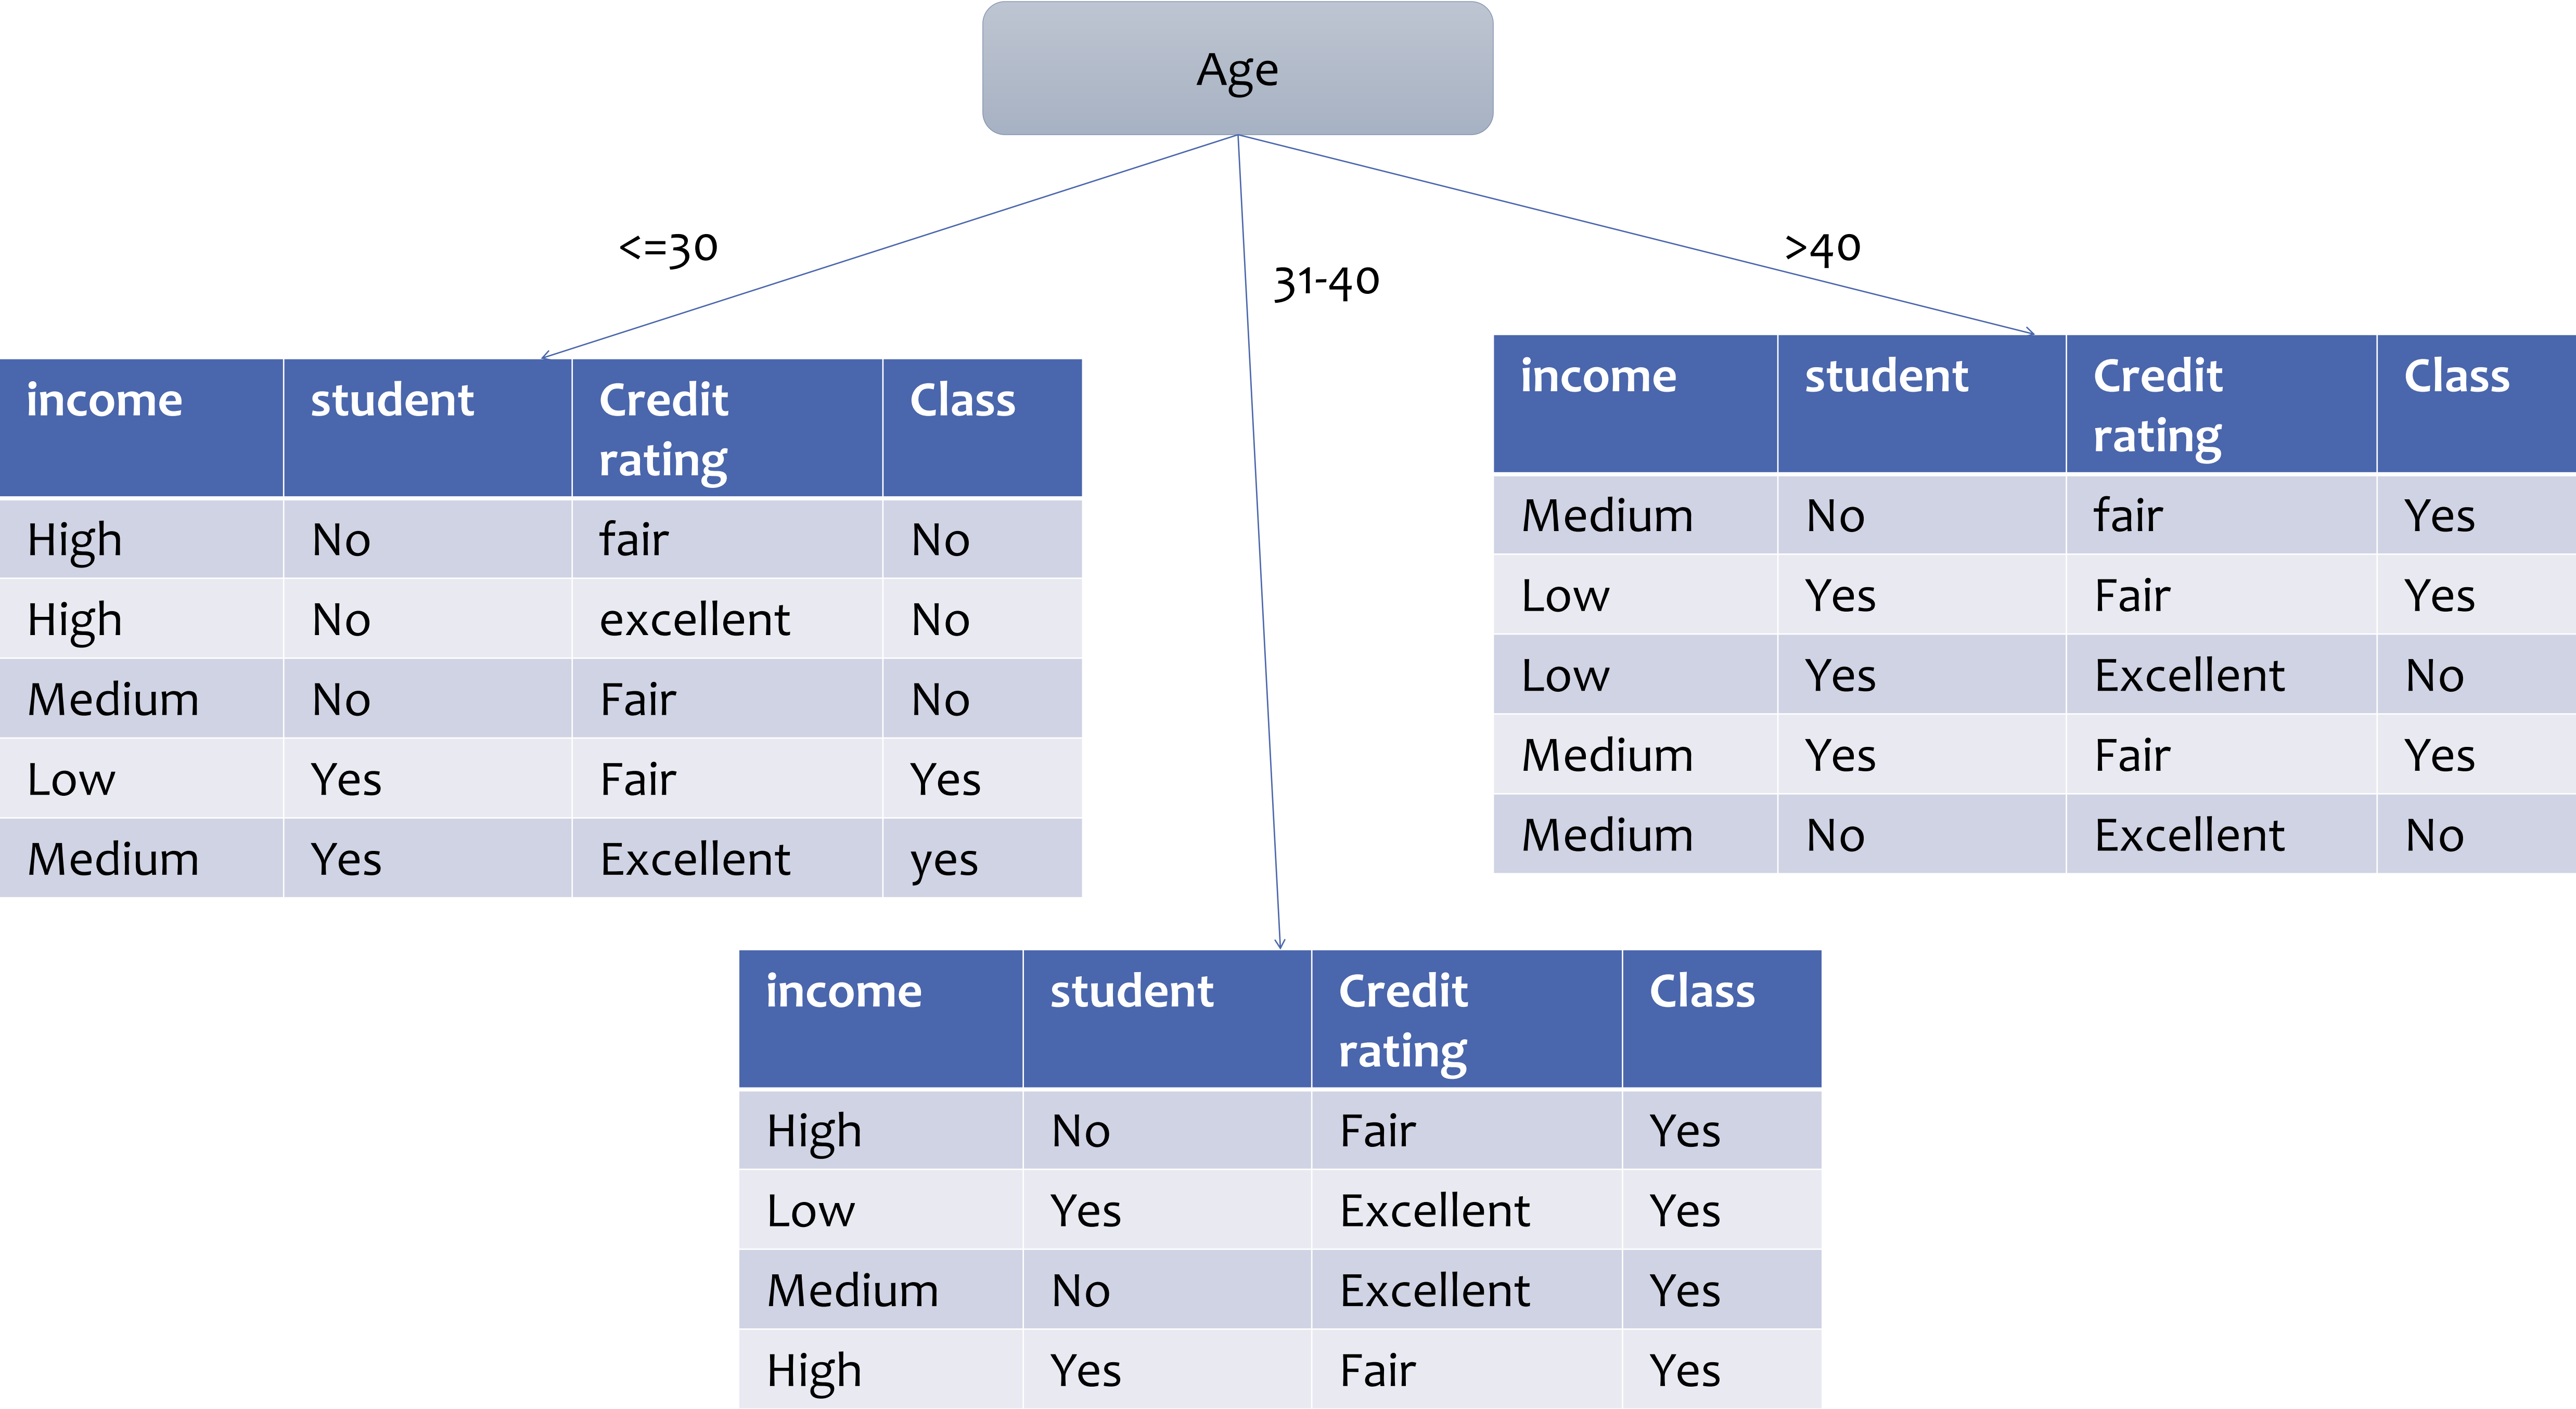 Age
<=30
31-40
>40
income student Credit rating Class
High No fair No
High No excellent No
Medium No Fair No
Low Yes Fair Yes
Medium Yes Excellent yes
income student Credit rating Class
Medium No fair Yes
Low Yes Fair Yes
Low Yes Excellent No
Medium Yes Fair Yes
Medium No Excellent No
income student Credit rating Class
High No Fair Yes
Low Yes Excellent Yes
Medium No Excellent Yes
High Yes Fair Yes